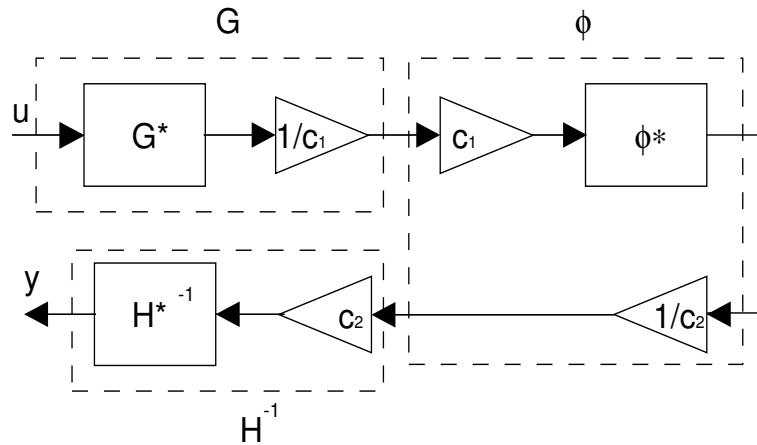 G
ϕ
u
G*
1/c₁
c₁
ϕ*
y
H* ⁻¹
c₂
1/c₂
H⁻¹